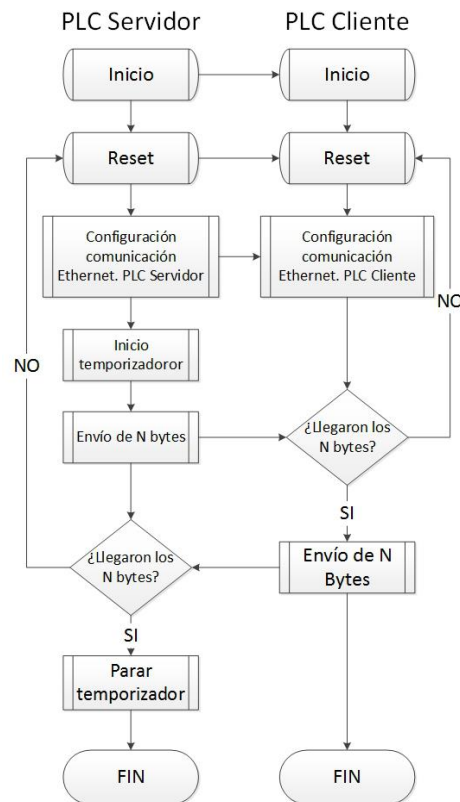 PLC Servidor
PLC Cliente
Inicio
Inicio
Reset
Reset
Configuración
comunicación
Ethernet. PLC Servidor
Configuración
comunicación
Ethernet. PLC Cliente
NO
NO
Inicio
temporizadoror
Envío de N bytes
¿Llegaron los
N bytes?
SI
¿Llegaron los
N bytes?
Envío de N
Bytes
SI
Parar
temporizador
FIN
FIN